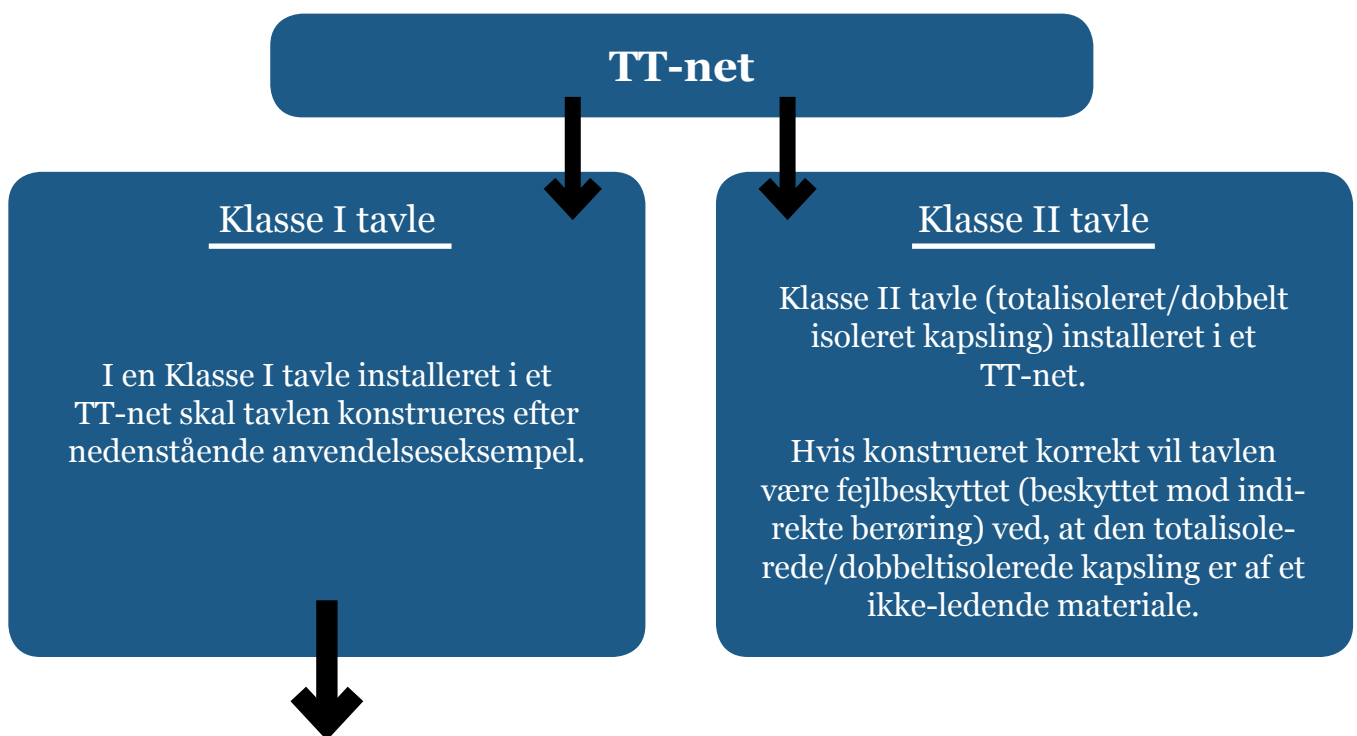 TT-net
Klasse I tavle
I en Klasse I tavle installeret i et
TT-net skal tavlen konstrueres efter
nedenstående anvendelseseksempel.
Klasse II tavle
Klasse II tavle (totalisoleret/dobbelt
isoleret kapsling) installeret i et
TT-net.
Hvis konstrueret korrekt vil tavlen
være fejlbeskyttet (beskyttet mod indi-
rekte berøring) ved, at den totalisole-
rede/dobbeltisolerede kapsling er af et
ikke-ledende materiale.